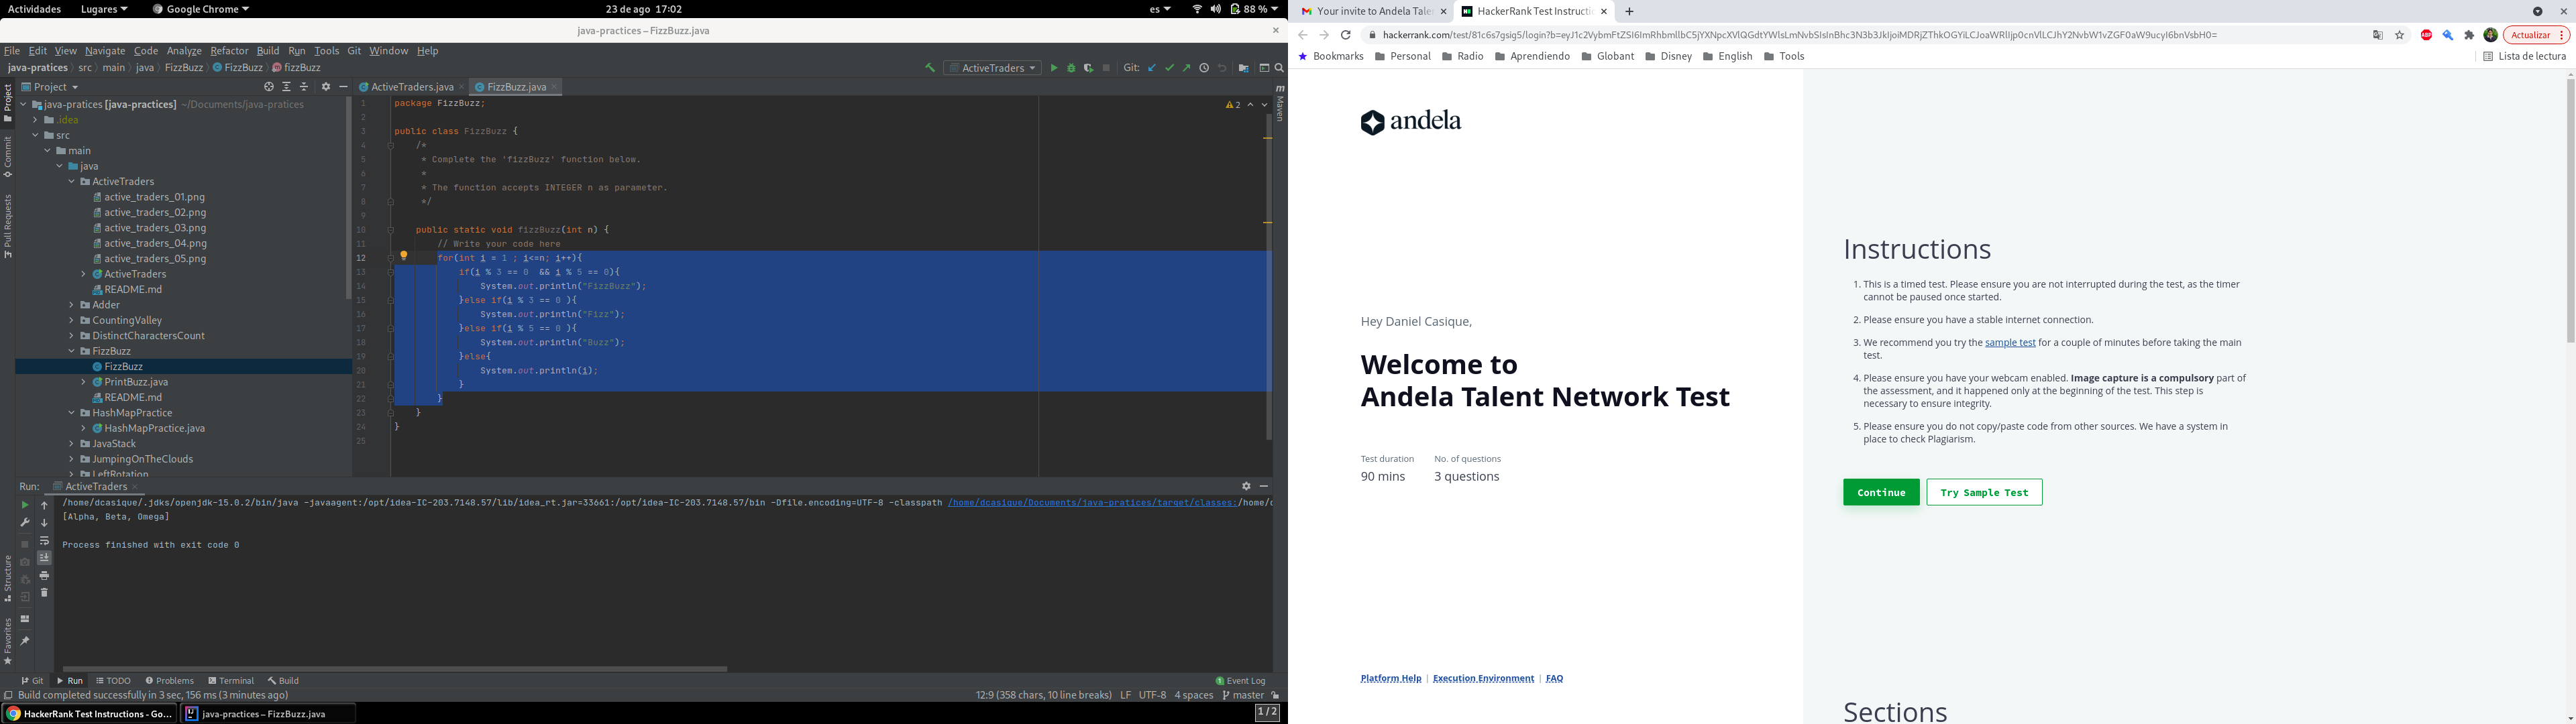 Actividades Lugares Google Chrome 23 de ago 17:02 es 88 %
java-practices – FizzBuzz.java
File Edit View Navigate Code Analyze Refactor Build Run Tools Git Window Help
java-pratices src main java FizzBuzz FizzBuzz fizzBuzz ActiveTraders Git:
Project ActiveTraders.java FizzBuzz.java
java-pratices [java-practices] ~/Documents/java-pratices
.idea
src
main
java
ActiveTraders
active_traders_01.png
active_traders_02.png
active_traders_03.png
active_traders_04.png
active_traders_05.png
ActiveTraders
README.md
Adder
CountingValley
DistinctCharactersCount
FizzBuzz
FizzBuzz
PrintBuzz.java
README.md
HashMapPractice
HashMapPractice.java
JavaStack
JumpingOnTheClouds
LeftRotation
Project
Commit
Pull Requests
Structure
Favorites
Maven
2
1 package FizzBuzz;
2
3 public class FizzBuzz {
4 /*
5 * Complete the 'fizzBuzz' function below.
6 *
7 * The function accepts INTEGER n as parameter.
8 */
9
10 public static void fizzBuzz(int n) {
11 // Write your code here
12 for(int i = 1 ; i<=n; i++){
13 if(i % 3 == 0 && i % 5 == 0){
14 System.out.println("FizzBuzz");
15 }else if(i % 3 == 0 ){
16 System.out.println("Fizz");
17 }else if(i % 5 == 0 ){
18 System.out.println("Buzz");
19 }else{
20 System.out.println(i);
21 }
22 }
23 }
24 }
25
Run: ActiveTraders
/home/dcasique/.jdks/openjdk-15.0.2/bin/java -javaagent:/opt/idea-IC-203.7148.57/lib/idea_rt.jar=33661:/opt/idea-IC-203.7148.57/bin -Dfile.encoding=UTF-8 -classpath /home/dcasique/Documents/java-pratices/target/classes:/home/d
[Alpha, Beta, Omega]
Process finished with exit code 0
Git Run TODO Problems Terminal Build 1 Event Log
Build completed successfully in 3 sec, 156 ms (3 minutes ago) 12:9 (358 chars, 10 line breaks) LF UTF-8 4 spaces master
HackerRank Test Instructions - Go... java-practices – FizzBuzz.java 1 / 2
Your invite to Andela Tale HackerRank Test Instructi
hackerrank.com/test/81c6s7gsig5/login? Actualizar
Bookmarks Personal Radio Aprendiendo Globant Disney English Tools Lista de lectura
andela
Hey Daniel Casique,
Welcome to
Andela Talent Network Test
Test duration No. of questions
90 mins 3 questions
Platform Help | Execution Environment | FAQ
Instructions
1. This is a timed test. Please ensure you are not interrupted during the test, as the timer
cannot be paused once started.
2. Please ensure you have a stable internet connection.
3. We recommend you try the sample test for a couple of minutes before taking the main
test.
4. Please ensure you have your webcam enabled. Image capture is a compulsory part of
the assessment, and it happened only at the beginning of the test. This step is
necessary to ensure integrity.
5. Please ensure you do not copy/paste code from other sources. We have a system in
place to check Plagiarism.
Continue Try Sample Test
Sections